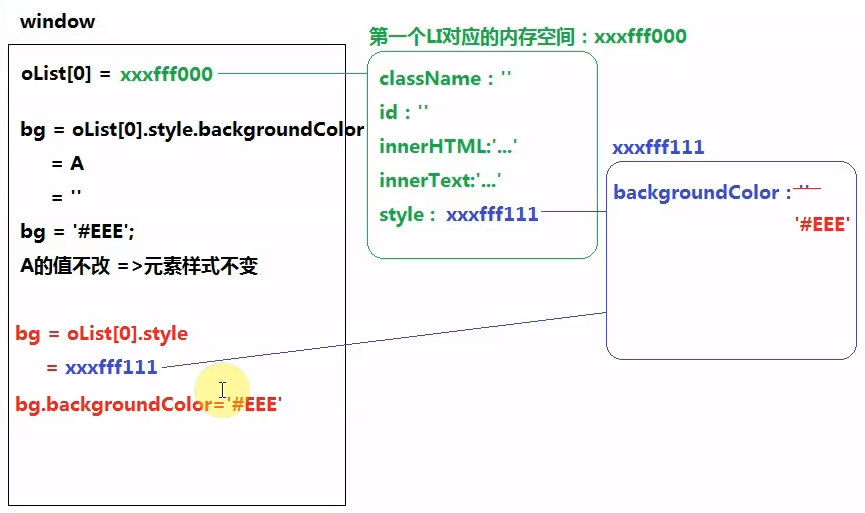 window
oList[0] = xxxfff000
bg = oList[0].style.backgroundColor
= A
= ''
bg = '#EEE';
A的值不改 =>元素样式不变
bg = oList[0].style
= xxxfff111
bg.backgroundColor='#EEE'
第一个LI对应的内存空间：xxxfff000
className：''
id：''
innerHTML:'...'
innerText:'...'
style： xxxfff111
xxxfff111
backgroundColor：''
'#EEE'